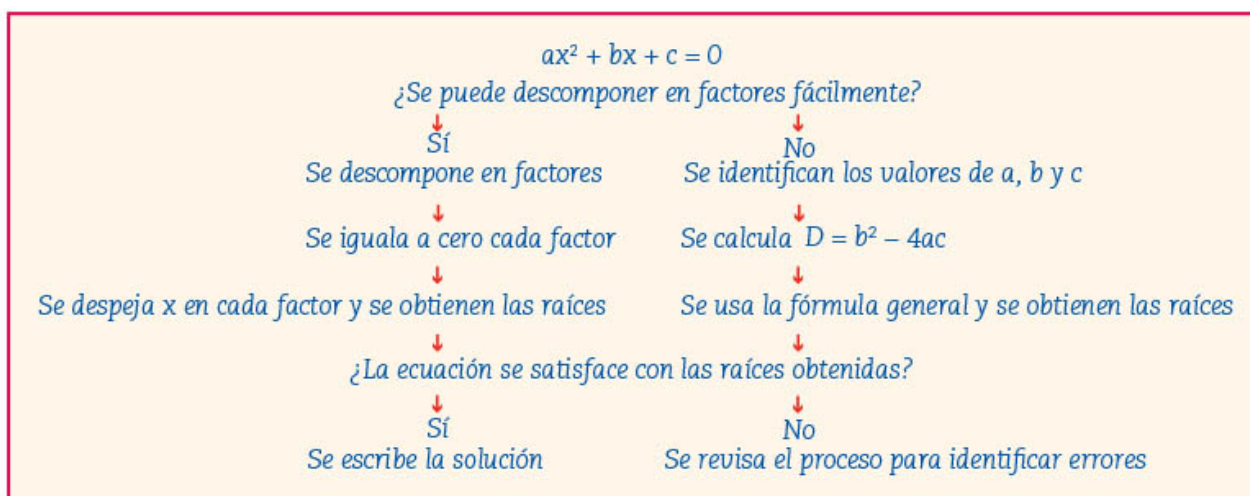 ax² + bx + c = 0
¿Se puede descomponer en factores fácilmente?
Sí No
Se descompone en factores Se identifican los valores de a, b y c
Se iguala a cero cada factor Se calcula D = b² – 4ac
Se despeja x en cada factor y se obtienen las raíces Se usa la fórmula general y se obtienen las raíces
¿La ecuación se satisface con las raíces obtenidas?
Sí No
Se escribe la solución Se revisa el proceso para identificar errores